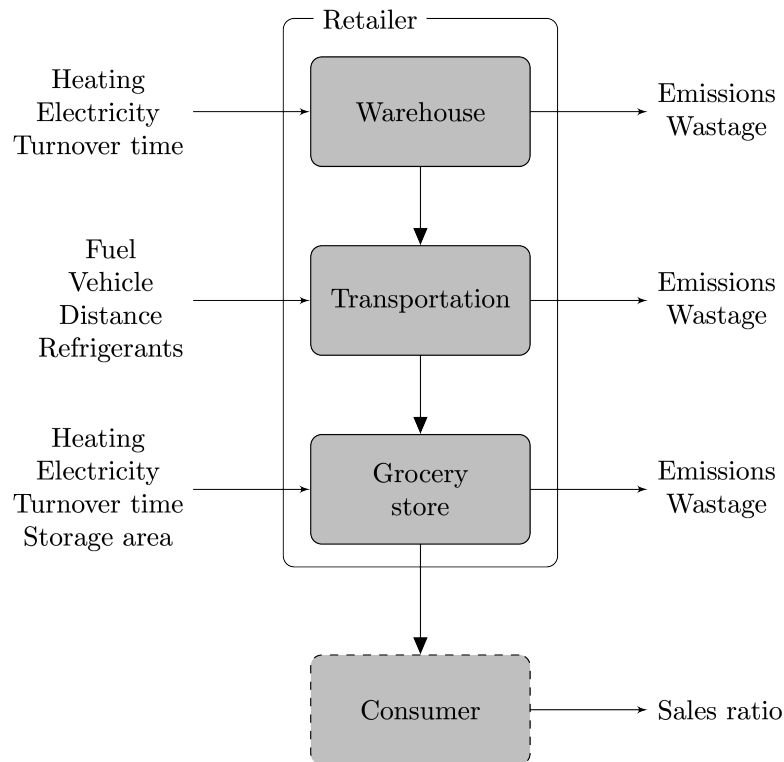 Retailer
Heating
Electricity
Turnover time
Warehouse
Emissions
Wastage
Fuel
Vehicle
Distance
Refrigerants
Transportation
Emissions
Wastage
Heating
Electricity
Turnover time
Storage area
Grocery
store
Emissions
Wastage
Consumer
Sales ratio